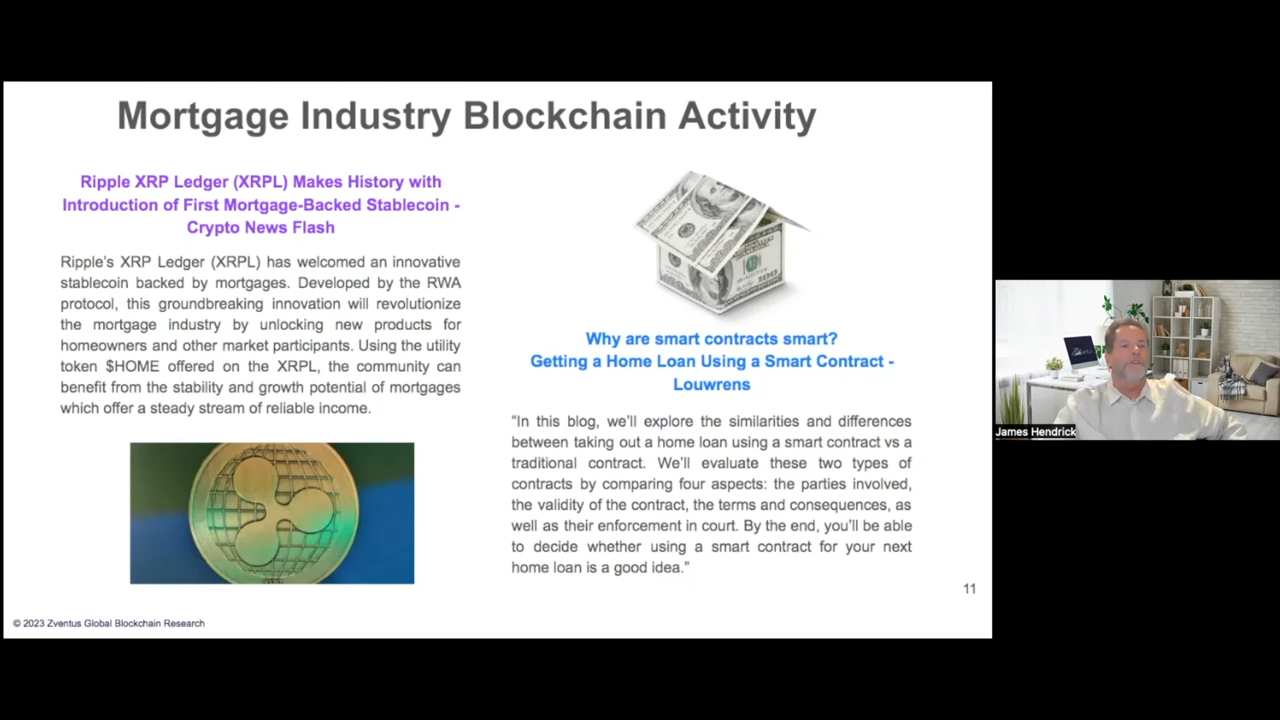 Mortgage Industry Blockchain Activity
Ripple XRP Ledger (XRPL) Makes History with
Introduction of First Mortgage-Backed Stablecoin -
Crypto News Flash
Ripple’s XRP Ledger (XRPL) has welcomed an innovative
stablecoin backed by mortgages. Developed by the RWA
protocol, this groundbreaking innovation will revolutionize
the mortgage industry by unlocking new products for
homeowners and other market participants. Using the utility
token $HOME offered on the XRPL, the community can
benefit from the stability and growth potential of mortgages
which offer a steady stream of reliable income.
Why are smart contracts smart?
Getting a Home Loan Using a Smart Contract -
Louwrens
“In this blog, we’ll explore the similarities and differences
between taking out a home loan using a smart contract vs a
traditional contract. We’ll evaluate these two types of
contracts by comparing four aspects: the parties involved,
the validity of the contract, the terms and consequences, as
well as their enforcement in court. By the end, you’ll be able
to decide whether using a smart contract for your next
home loan is a good idea.”
11
© 2023 Zventus Global Blockchain Research
James Hendrick